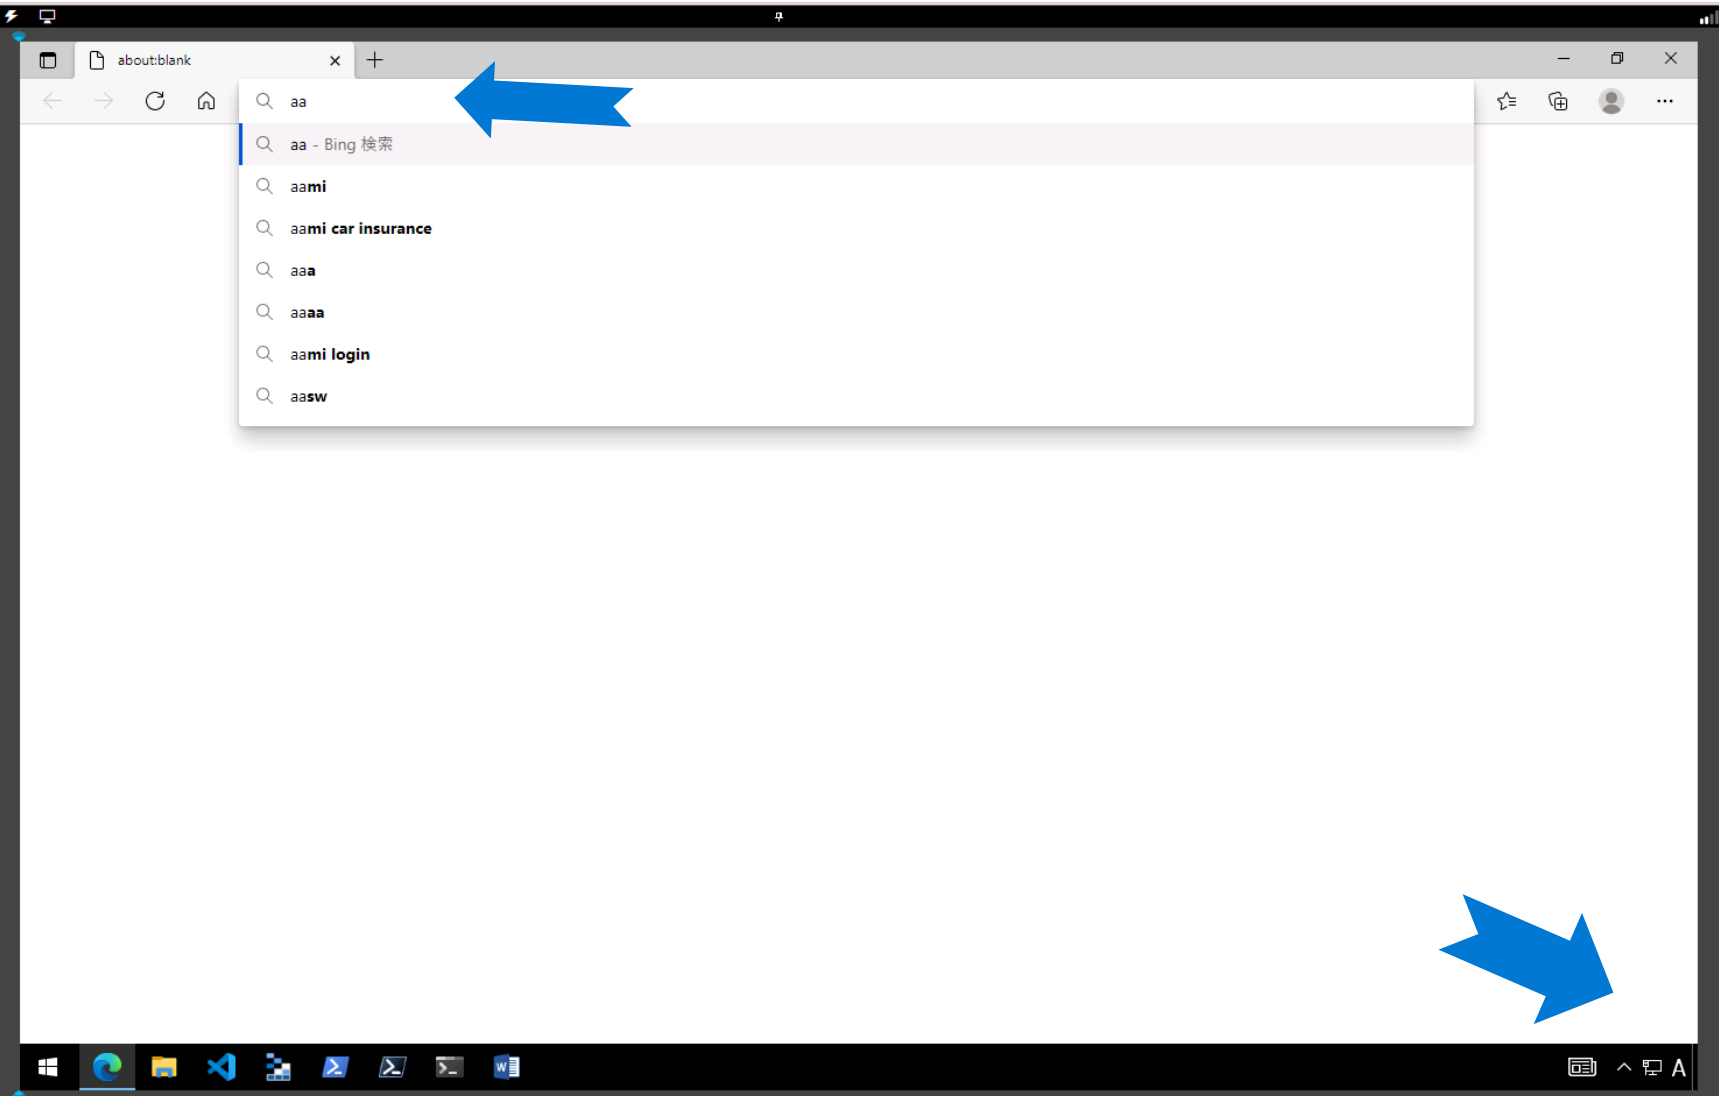 about:blank
aa
aa - Bing 検索
aami
aami car insurance
aaa
aaaa
aami login
aasw
A